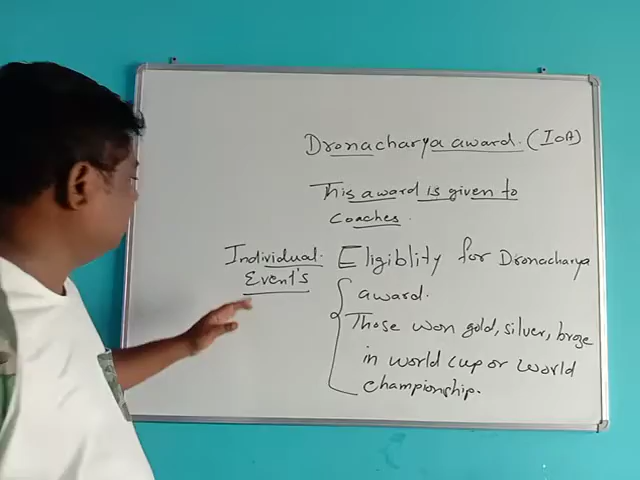 Dronacharya award. (IOA)
This award is given to
Coaches.
Individual. Eligiblity for Dronacharya
Event's
award.
Those won gold, silver, broze
in world cup or world
championship.